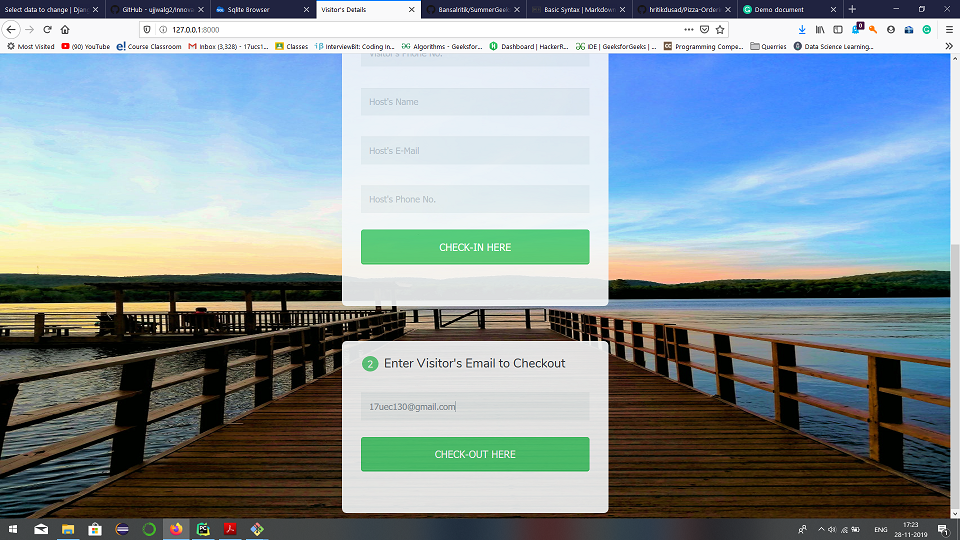 Select data to change | Djan
GitHub - ujjwalg2/Innova
Sqlite Browser
Visitor's Details
Bansalritik/SummerGeek
Basic Syntax | Markdown
hritikdusad/Pizza-Orderi
Demo document
127.0.0.1:8000
Most Visited
(90) YouTube
Course Classroom
Inbox (3,328) - 17ucs1...
Classes
InterviewBit: Coding In...
Algorithms - Geeksfor...
Dashboard | HackerR...
IDE | GeeksforGeeks | ...
Programming Compe...
Querries
Data Science Learning...
Visitor's Phone No.
Host's Name
Host's E-Mail
Host's Phone No.
CHECK-IN HERE
2 Enter Visitor's Email to Checkout
17uec130@gmail.com
CHECK-OUT HERE
ENG
17:23
28-11-2019